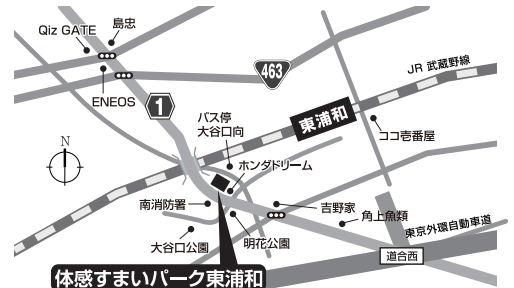 Qiz GATE
島忠
ENEOS
463
JR 武蔵野線
1
バス停
大谷口向
東浦和
ココ壱番屋
N
ホンダドリーム
南消防署
吉野家
角上魚類
大谷口公園
明花公園
東京外環自動車道
道合西
体感すまいパーク東浦和